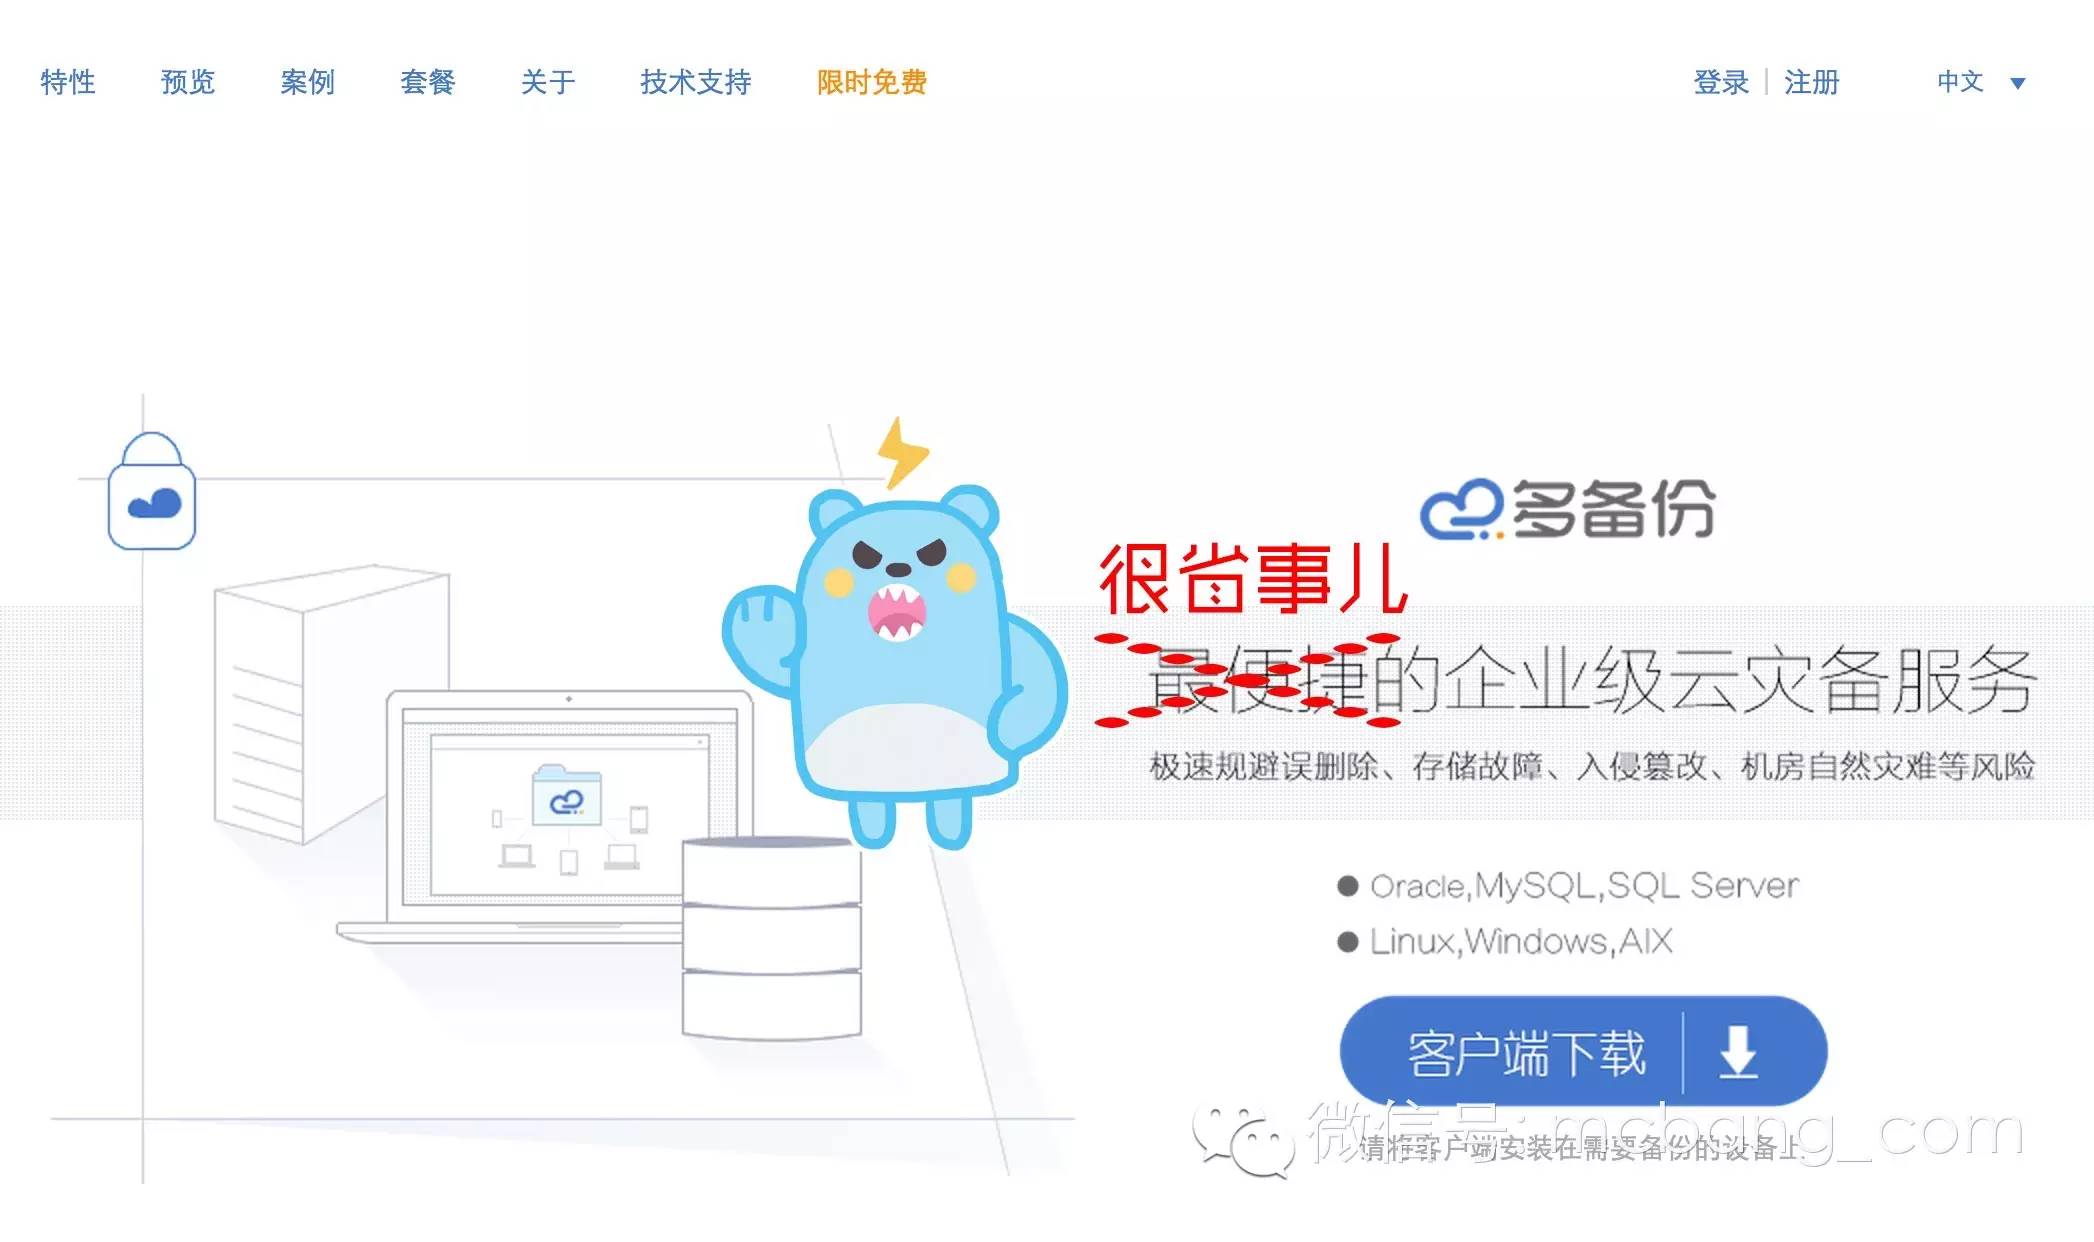 特性 预览 案例 套餐 关于 技术支持 限时免费 登录 | 注册 中文
多备份
很省事儿
最便捷的企业级云灾备服务
极速规避误删除、存储故障、入侵篡改、机房自然灾难等风险
Oracle,MySQL,SQL Server
Linux,Windows,AIX
客户端下载
微信号: mcbang_com
请将客户端安装在需要备份的设备上